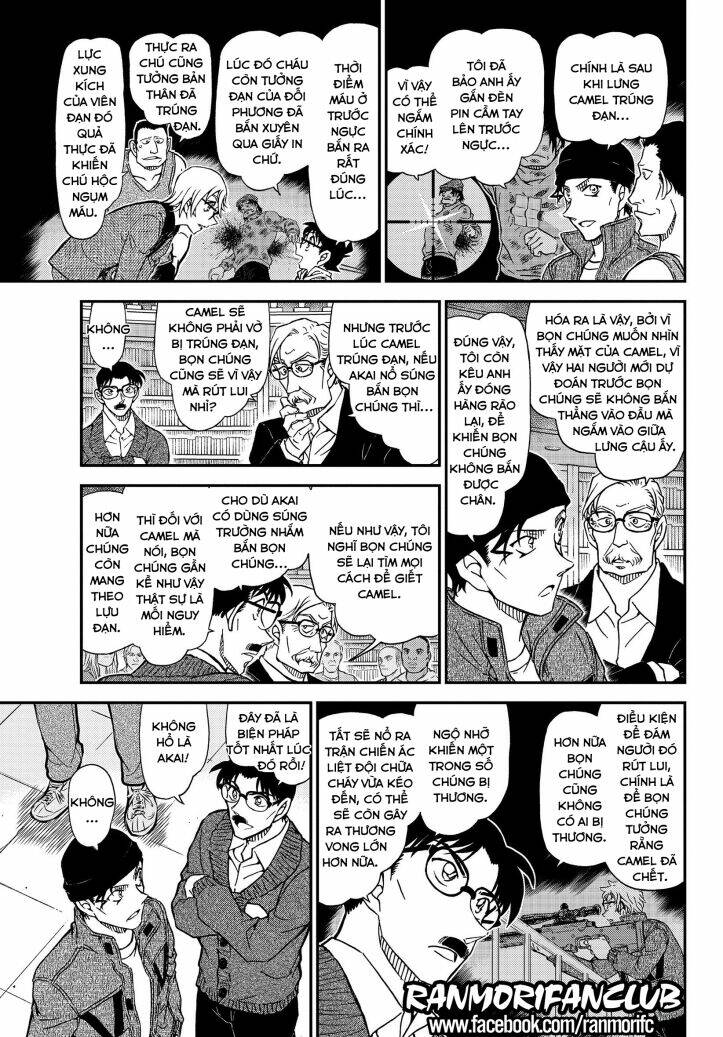 CHÍNH LÀ SAU
KHI LƯNG
CAMEL TRÚNG
ĐẠN...
TÔI ĐÃ
BẢO ANH ẤY
GẮN ĐÈN
PIN CẦM TAY
LÊN TRƯỚC
NGỰC...
VÌ VẬY
CÓ THỂ
NGẮM
CHÍNH
XÁC!
THỜI
ĐIỂM
MÁU Ở
TRƯỚC
NGỰC
BẮN RA
RẤT
ĐÚNG
LÚC...
LÚC ĐÓ CHÁU
CÒN TƯỞNG
ĐẠN CỦA ĐỐI
PHƯƠNG ĐÃ
BẮN XUYÊN
QUA GIẤY IN
CHỨ.
THỰC RA
CHÚ CŨNG
TƯỞNG BẢN
THÂN ĐÃ
TRÚNG
ĐẠN.
LỰC
XUNG
KÍCH
CỦA VIÊN
ĐẠN ĐÓ
QUẢ
THỰC ĐÃ
KHIẾN
CHÚ HỘC
NGỤM
MÁU.
HÓA RA LÀ VẬY, BỞI VÌ
BỌN CHÚNG MUỐN NHÌN
THẤY MẶT CỦA CAMEL, VÌ
VẬY HAI NGƯỜI MỚI DỰ
ĐOÁN TRƯỚC BỌN
CHÚNG SẼ KHÔNG BẮN
THẲNG VÀO ĐẦU MÀ
NGẮM VÀO GIỮA
LƯNG CẬU ẤY.
ĐÚNG VẬY,
TÔI CÒN
KÊU ANH
ẤY ĐÓNG
HÀNG RÀO
LẠI, ĐỂ
KHIẾN BỌN
CHÚNG
KHÔNG BẮN
ĐƯỢC
CHÂN.
NHƯNG TRƯỚC
LÚC CAMEL
TRÚNG ĐẠN, NẾU
AKAI NỔ SÚNG
BẮN BỌN
CHÚNG THÌ...
CAMEL SẼ
KHÔNG PHẢI VỜ
BỊ TRÚNG ĐẠN,
BỌN CHÚNG
CŨNG SẼ VÌ VẬY
MÀ RÚT LUI
NHỈ?
KHÔNG
...
NẾU NHƯ VẬY, TÔI
NGHĨ BỌN CHÚNG
SẼ LẠI TÌM MỌI
CÁCH ĐỂ GIẾT
CAMEL.
CHO DÙ AKAI
CÓ DÙNG SÚNG
TRƯỜNG NHẮM
BẮN BỌN
CHÚNG...
THÌ ĐỐI VỚI
CAMEL MÀ
NÓI, BỌN
CHÚNG GẦN
KỀ NHƯ VẬY
THẬT SỰ LÀ
MỐI NGUY
HIỂM.
HƠN
NỮA
CHÚNG
CÒN
MANG
THEO
LỰU
ĐẠN.
ĐIỀU KIỆN
ĐỂ ĐÁM
NGƯỜI ĐÓ
RÚT LUI,
CHÍNH LÀ
ĐỂ BỌN
CHÚNG
TƯỞNG
RẰNG
CAMEL ĐÃ
CHẾT.
HƠN NỮA
BỌN
CHÚNG
CŨNG
KHÔNG
CÓ AI BỊ
THƯƠNG.
NGỘ NHỠ
KHIẾN MỘT
TRONG SỐ
CHÚNG BỊ
THƯƠNG.
TẤT SẼ NỔ RA
TRẬN CHIẾN ÁC
LIỆT ĐỘI CHỮA
CHÁY VỪA KÉO
ĐẾN, CÓ THỂ
SẼ CÒN GÂY
RA THƯƠNG
VONG LỚN
HƠN NỮA.
ĐÂY ĐÃ LÀ
BIỆN PHÁP
TỐT NHẤT LÚC
ĐÓ RỒI!
KHÔNG
HỔ LÀ
AKAI!
KHÔNG
...
RANMORIFANCLUB
www.facebook.com/ranmorifc